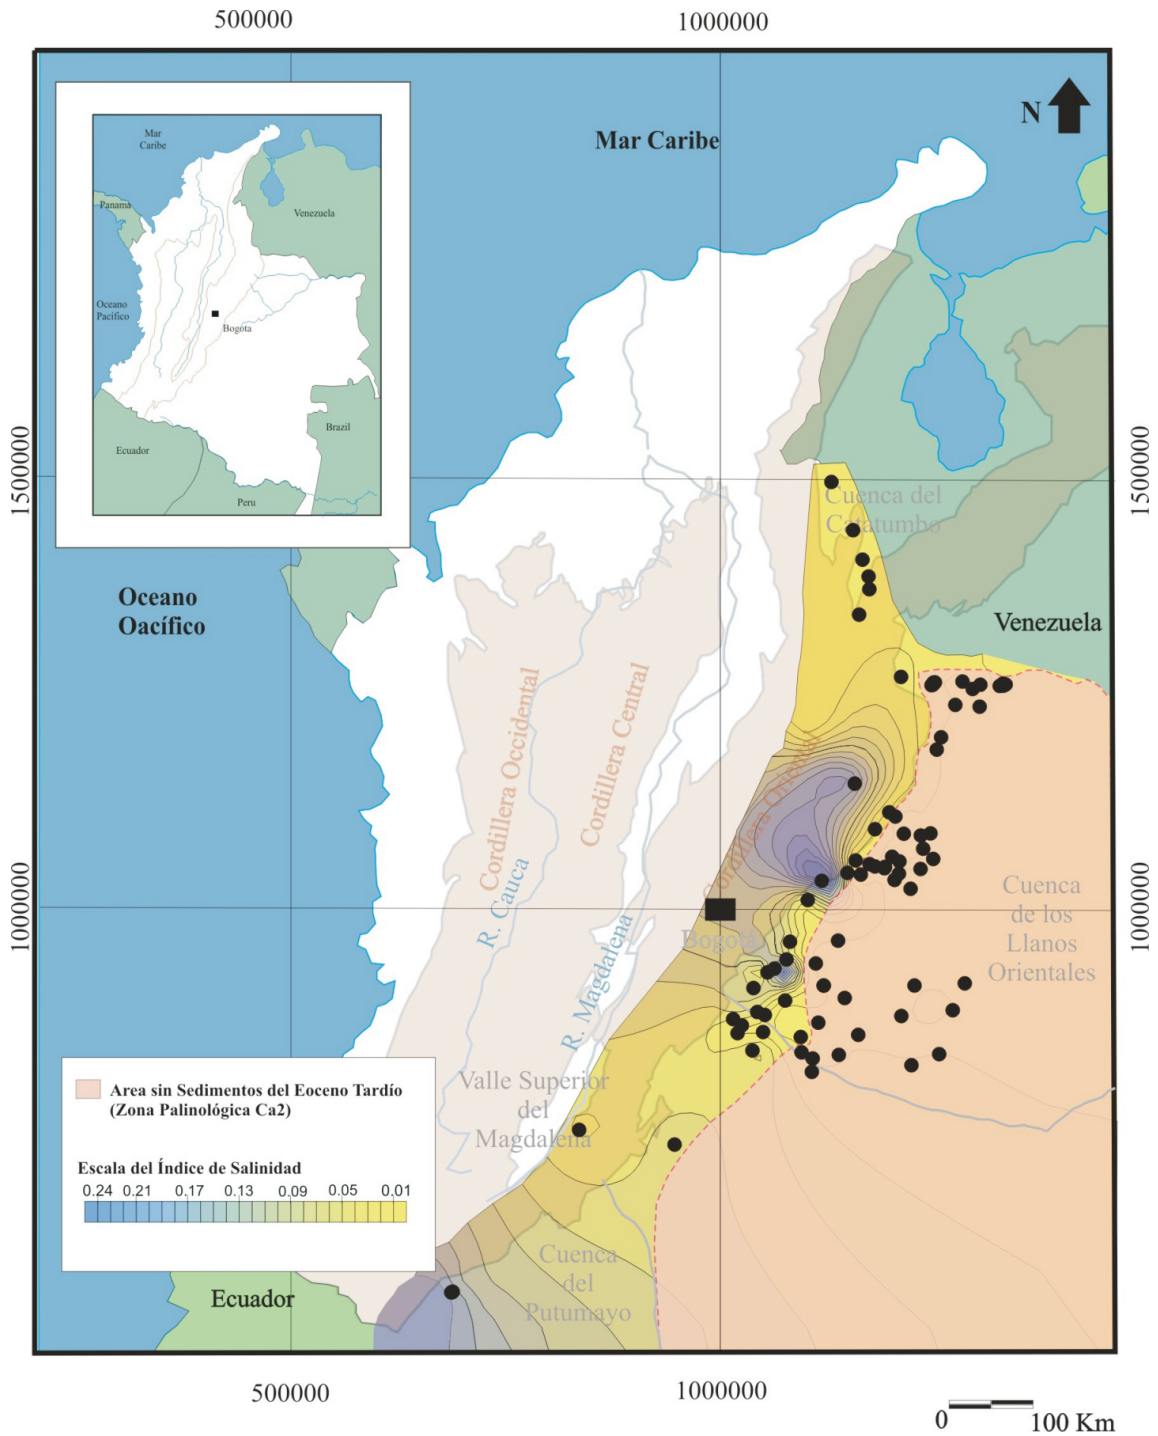 500000
1000000
N
Mar Caribe
Mar
Caribe
Panama
Venezuela
Oceano
Pacífico
Bogota
Ecuador
Brazil
Peru
1500000
1500000
Cuenca del
Catatumbo
Oceano
Oacífico
Venezuela
Cordillera Occidental
Cordillera Central
Cordillera Oriental
R. Cauca
R. Magdalena
1000000
1000000
Bogotá
Cuenca
de los
Llanos
Orientales
Valle Superior
del
Magdalena
Area sin Sedimentos del Eoceno Tardío
(Zona Palinológica Ca2)
Escala del Índice de Salinidad
0.24 0.21 0.17 0.13 0.09 0.05 0.01
Cuenca
del
Putumayo
Ecuador
500000
1000000
0 100 Km